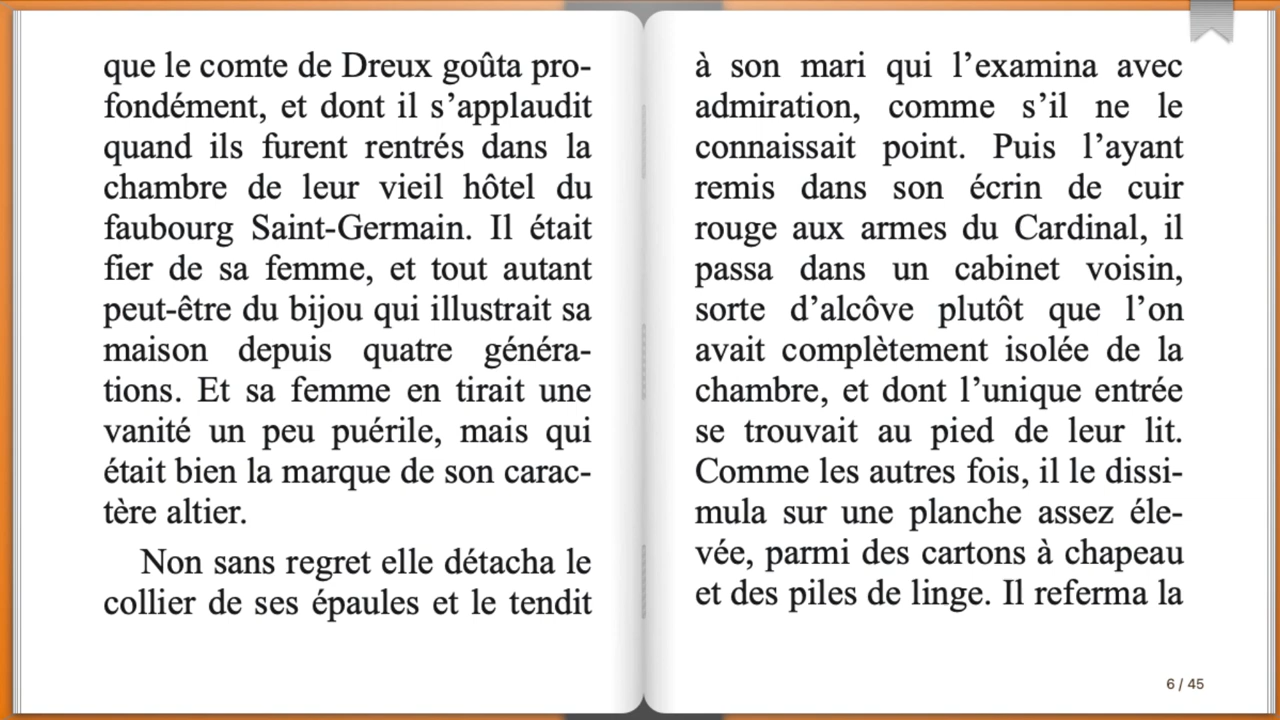 que le comte de Dreux goûta pro-
fondément, et dont il s’applaudit
quand ils furent rentrés dans la
chambre de leur vieil hôtel du
faubourg Saint-Germain. Il était
fier de sa femme, et tout autant
peut-être du bijou qui illustrait sa
maison depuis quatre généra-
tions. Et sa femme en tirait une
vanité un peu puérile, mais qui
était bien la marque de son carac-
tère altier.
Non sans regret elle détacha le
collier de ses épaules et le tendit
à son mari qui l’examina avec
admiration, comme s’il ne le
connaissait point. Puis l’ayant
remis dans son écrin de cuir
rouge aux armes du Cardinal, il
passa dans un cabinet voisin,
sorte d’alcôve plutôt que l’on
avait complètement isolée de la
chambre, et dont l’unique entrée
se trouvait au pied de leur lit.
Comme les autres fois, il le dissi-
mula sur une planche assez éle-
vée, parmi des cartons à chapeau
et des piles de linge. Il referma la
6 / 45